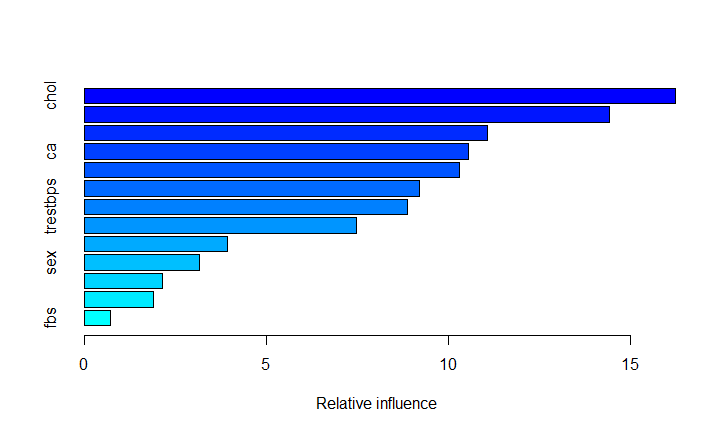 chol
ca
trestbps
sex
fbs
0 5 10 15
Relative influence